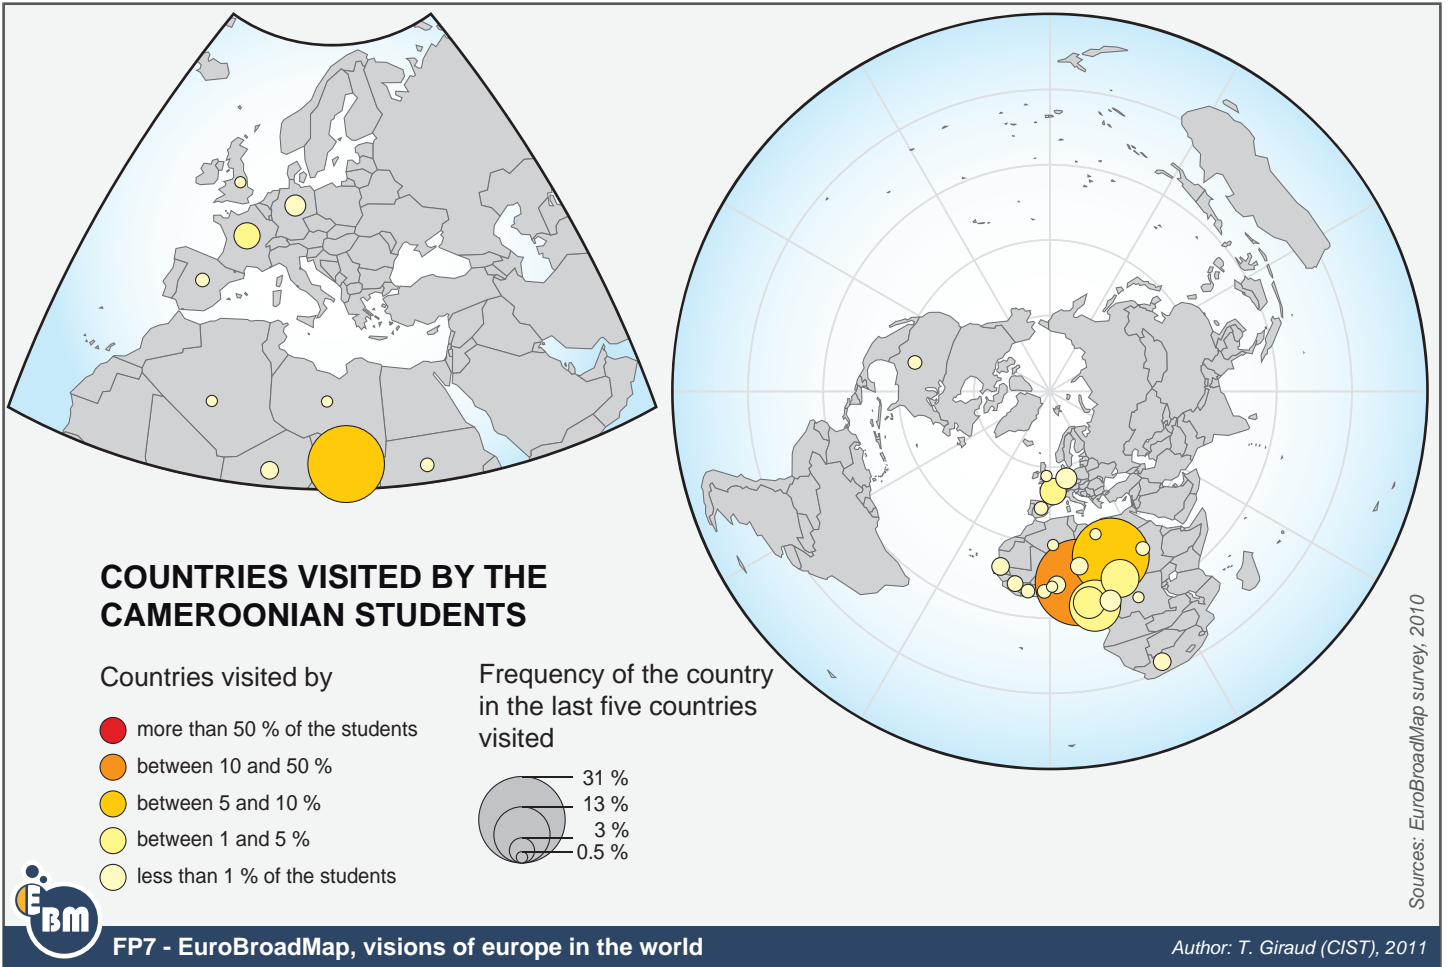 COUNTRIES VISITED BY THE
CAMEROONIAN STUDENTS
Countries visited by
more than 50 % of the students
between 10 and 50 %
between 5 and 10 %
between 1 and 5 %
less than 1 % of the students
Frequency of the country
in the last five countries
visited
31 %
13 %
3 %
0.5 %
Sources: EuroBroadMap survey, 2010
EBM
FP7 - EuroBroadMap, visions of europe in the world
Author: T. Giraud (CIST), 2011